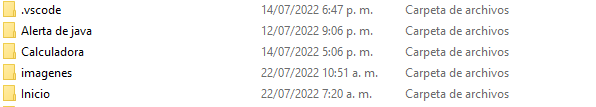 .vscode 14/07/2022 6:47 p. m. Carpeta de archivos
Alerta de java 12/07/2022 9:06 p. m. Carpeta de archivos
Calculadora 14/07/2022 5:06 p. m. Carpeta de archivos
imagenes 22/07/2022 10:51 a. m. Carpeta de archivos
Inicio 22/07/2022 7:20 a. m. Carpeta de archivos